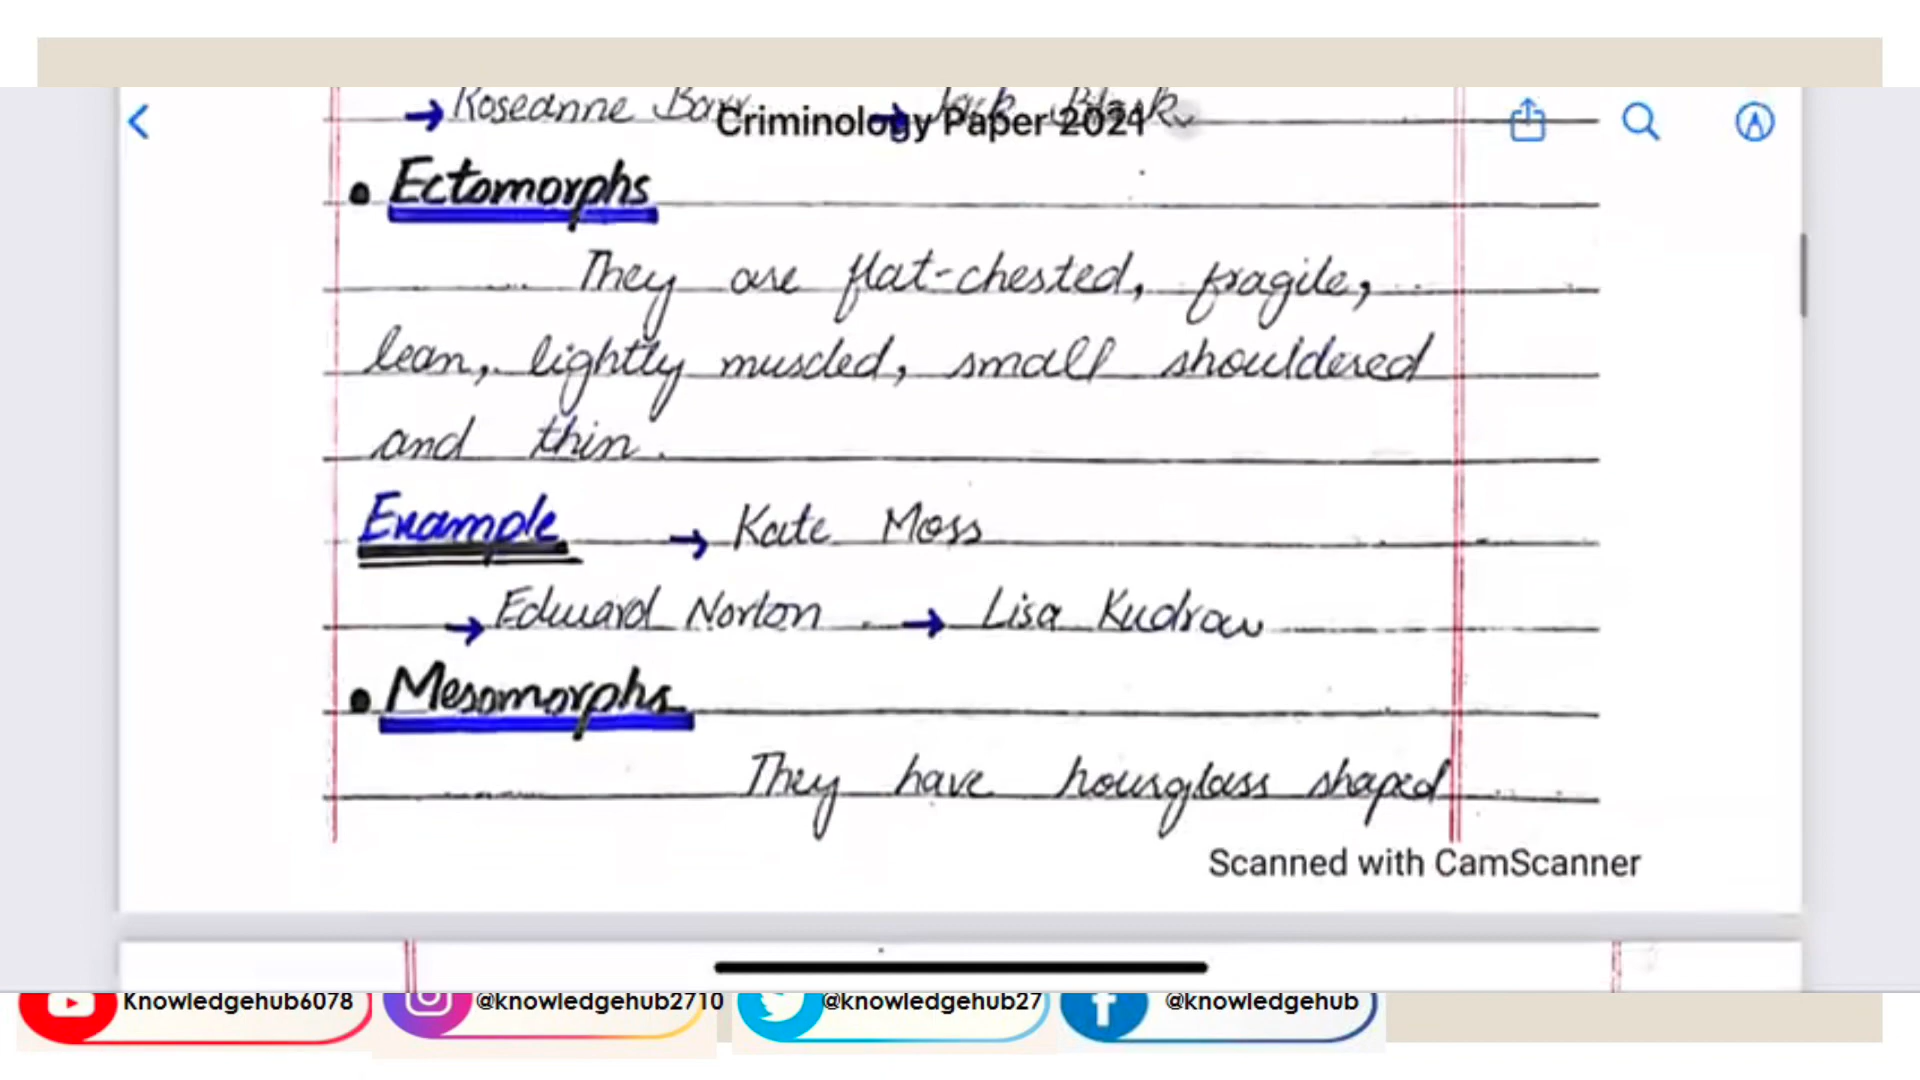 → Roseanne Barr → Jack Black
Criminology Paper 2021
• Ectomorphs
They are flat-chested, fragile,
lean, lightly muscled, small shouldered
and thin.
Example → Kate Moss
→ Edward Norton → Lisa Kudrow
• Mesomorphs
They have hourglass shaped
Scanned with CamScanner
Knowledgehub6078 @knowledgehub2710 @knowledgehub27 @knowledgehub